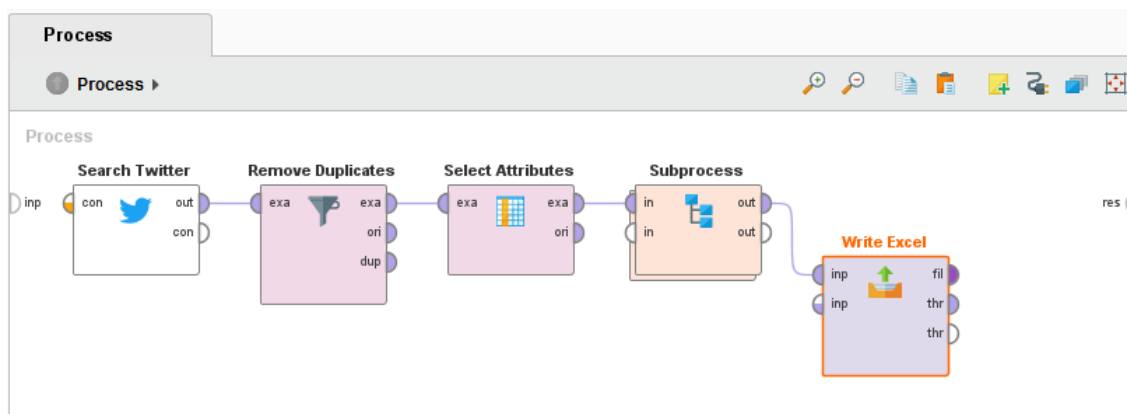 Process
Process
Process
Search Twitter
Remove Duplicates
Select Attributes
Subprocess
inp
con
out
con
exa
exa
ori
dup
exa
exa
ori
in
out
in
out
res
Write Excel
inp
fil
inp
thr
thr